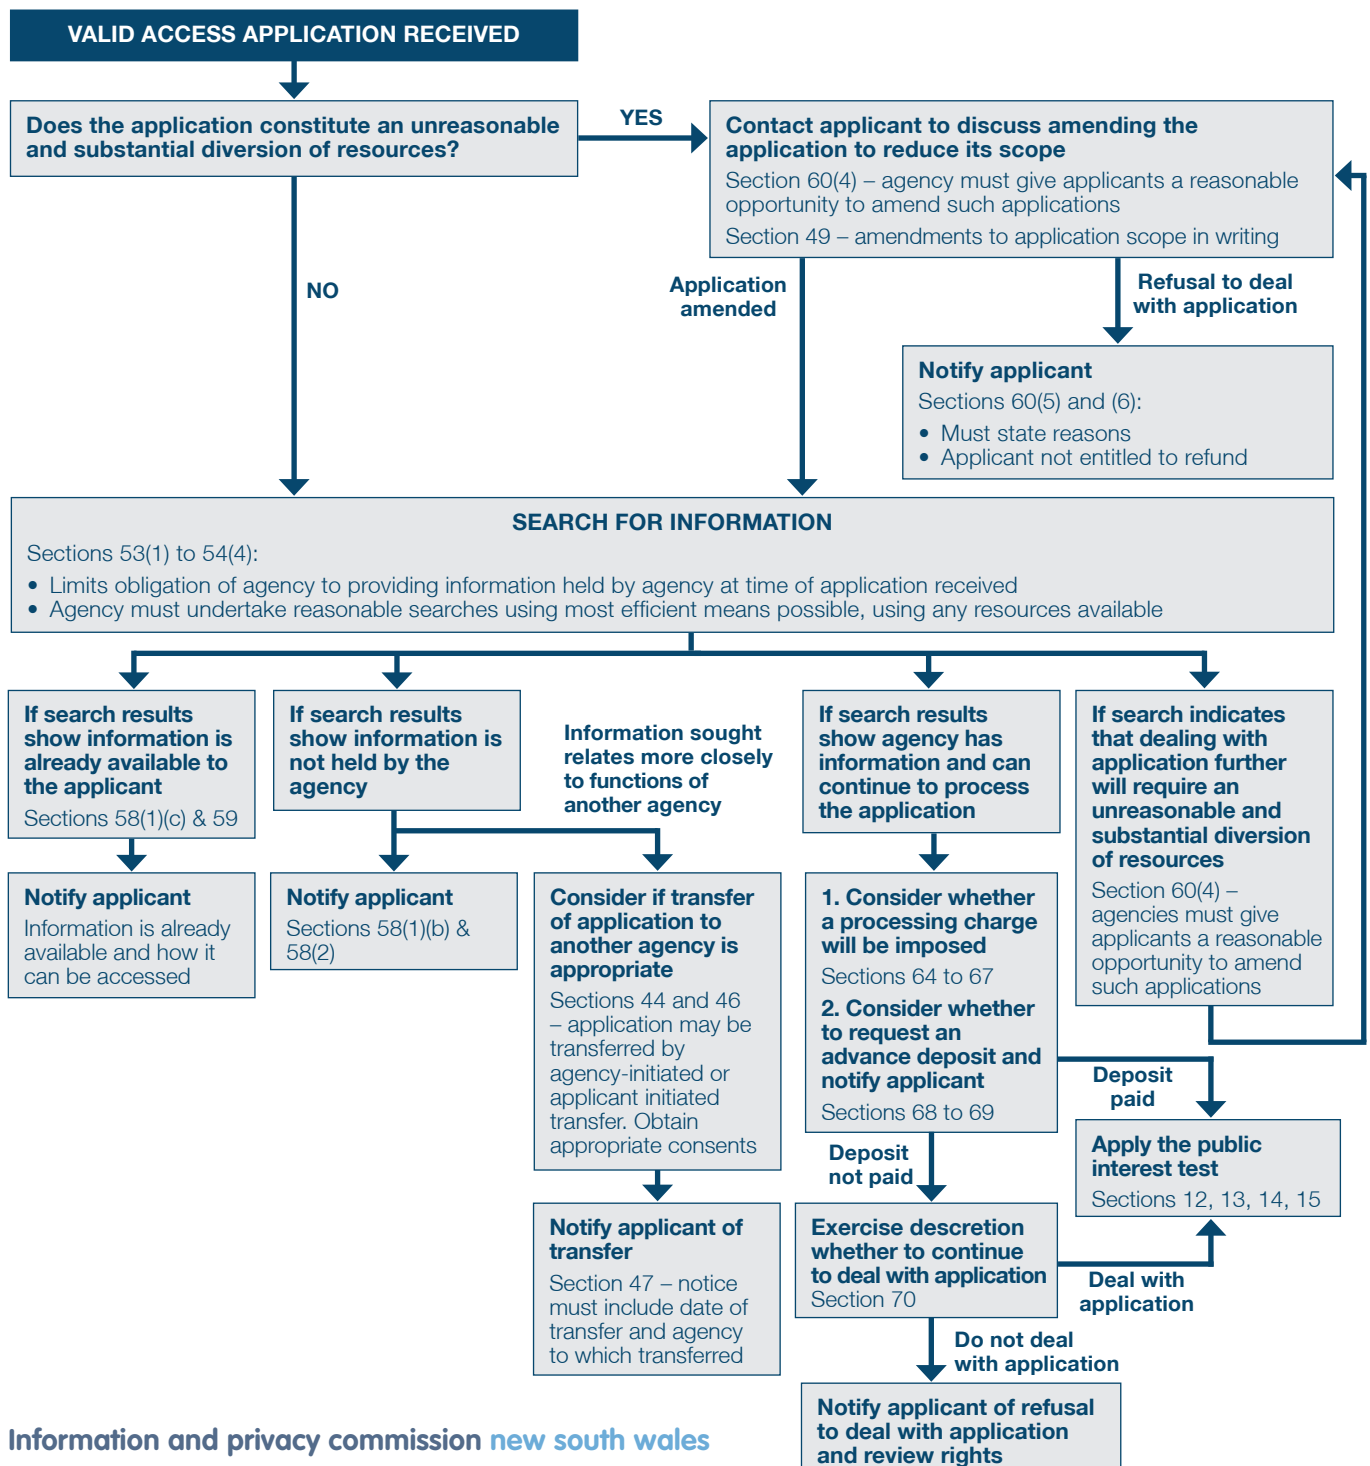 VALID ACCESS APPLICATION RECEIVED
Does the application constitute an unreasonable
and substantial diversion of resources?
YES
Contact applicant to discuss amending the
application to reduce its scope
Section 60(4) – agency must give applicants a reasonable
opportunity to amend such applications
Section 49 – amendments to application scope in writing
NO
Application
amended
Refusal to deal
with application
Notify applicant
Sections 60(5) and (6):
• Must state reasons
• Applicant not entitled to refund
SEARCH FOR INFORMATION
Sections 53(1) to 54(4):
• Limits obligation of agency to providing information held by agency at time of application received
• Agency must undertake reasonable searches using most efficient means possible, using any resources available
If search results
show information is
already available to
the applicant
Sections 58(1)(c) & 59
Notify applicant
Information is already
available and how it
can be accessed
If search results
show information is
not held by the
agency
Notify applicant
Sections 58(1)(b) &
58(2)
Information sought
relates more closely
to functions of
another agency
Consider if transfer
of application to
another agency is
appropriate
Sections 44 and 46
– application may be
transferred by
agency-initiated or
applicant initiated
transfer. Obtain
appropriate consents
Notify applicant of
transfer
Section 47 – notice
must include date of
transfer and agency
to which transferred
If search results
show agency has
information and can
continue to process
the application
1. Consider whether
a processing charge
will be imposed
Sections 64 to 67
2. Consider whether
to request an
advance deposit and
notify applicant
Sections 68 to 69
If search indicates
that dealing with
application further
will require an
unreasonable and
substantial diversion
of resources
Section 60(4) –
agencies must give
applicants a reasonable
opportunity to amend
such applications
Deposit
paid
Apply the public
interest test
Sections 12, 13, 14, 15
Deposit
not paid
Exercise descretion
whether to continue
to deal with application
Section 70
Deal with
application
Do not deal
with application
Notify applicant of refusal
to deal with application
and review rights
Information and privacy commission new south wales